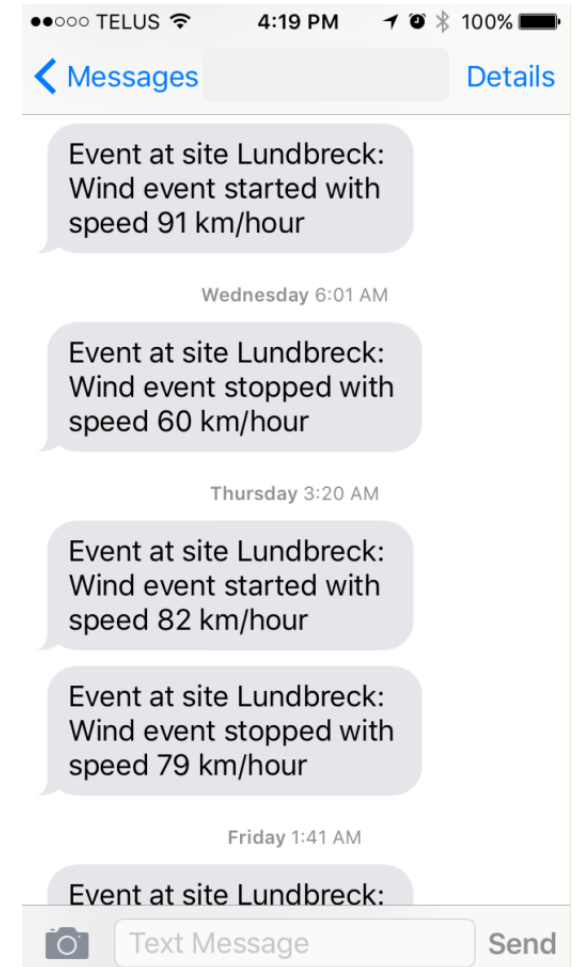 TELUS 4:19 PM 100%
Messages Details
Event at site Lundbreck:
Wind event started with
speed 91 km/hour
Wednesday 6:01 AM
Event at site Lundbreck:
Wind event stopped with
speed 60 km/hour
Thursday 3:20 AM
Event at site Lundbreck:
Wind event started with
speed 82 km/hour
Event at site Lundbreck:
Wind event stopped with
speed 79 km/hour
Friday 1:41 AM
Event at site Lundbreck:
Text Message Send